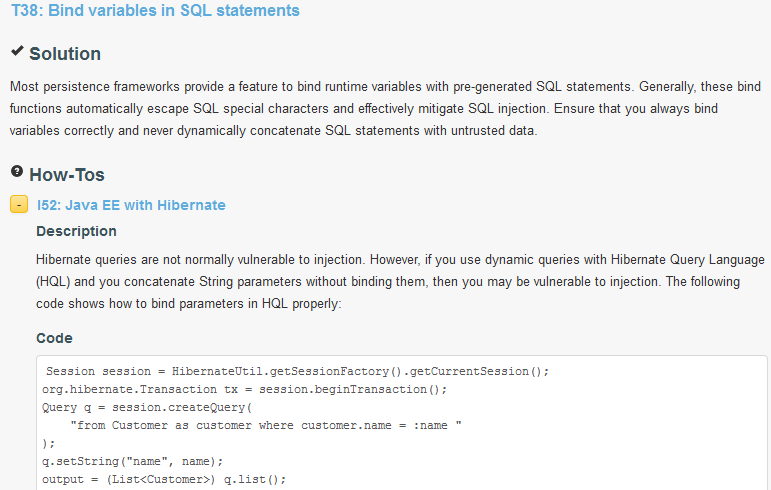 T38: Bind variables in SQL statements
Solution
Most persistence frameworks provide a feature to bind runtime variables with pre-generated SQL statements. Generally, these bind
functions automatically escape SQL special characters and effectively mitigate SQL injection. Ensure that you always bind
variables correctly and never dynamically concatenate SQL statements with untrusted data.
How-Tos
- I52: Java EE with Hibernate
Description
Hibernate queries are not normally vulnerable to injection. However, if you use dynamic queries with Hibernate Query Language
(HQL) and you concatenate String parameters without binding them, then you may be vulnerable to injection. The following
code shows how to bind parameters in HQL properly:
Code
Session session = HibernateUtil.getSessionFactory().getCurrentSession();
org.hibernate.Transaction tx = session.beginTransaction();
Query q = session.createQuery(
"from Customer as customer where customer.name = :name "
);
q.setString("name", name);
output = (List<Customer>) q.list();